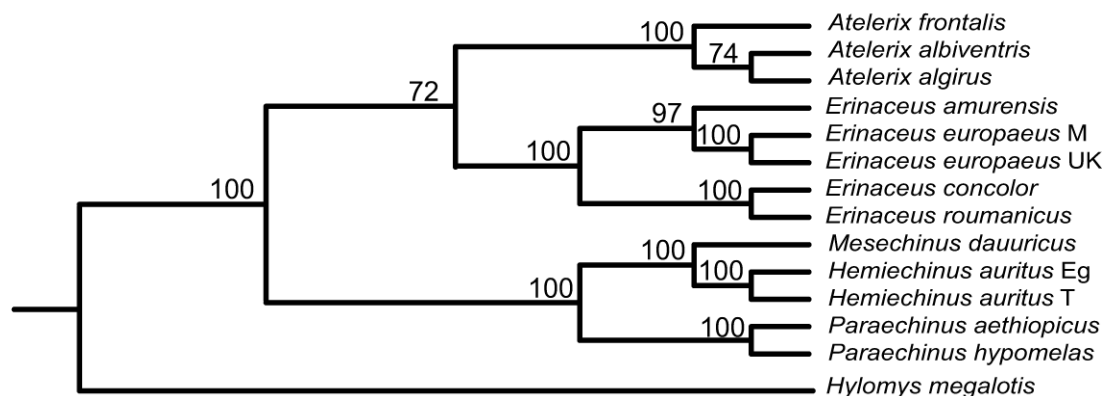 Atelerix frontalis
100
Atelerix albiventris
74
Atelerix algirus
72
Erinaceus amurensis
97
Erinaceus europaeus M
100
Erinaceus europaeus UK
100
Erinaceus concolor
100
Erinaceus roumanicus
100
Mesechinus dauuricus
100
Hemiechinus auritus Eg
100
Hemiechinus auritus T
100
Paraechinus aethiopicus
100
Paraechinus hypomelas
Hylomys megalotis